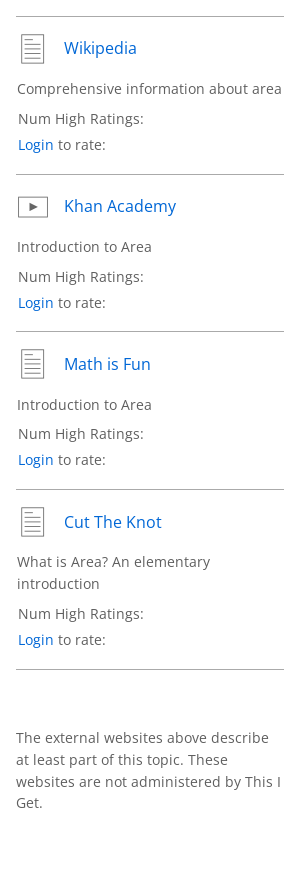 Wikipedia
Comprehensive information about area
Num High Ratings:
Login to rate:
Khan Academy
Introduction to Area
Num High Ratings:
Login to rate:
Math is Fun
Introduction to Area
Num High Ratings:
Login to rate:
Cut The Knot
What is Area? An elementary
introduction
Num High Ratings:
Login to rate:
The external websites above describe
at least part of this topic. These
websites are not administered by This I
Get.